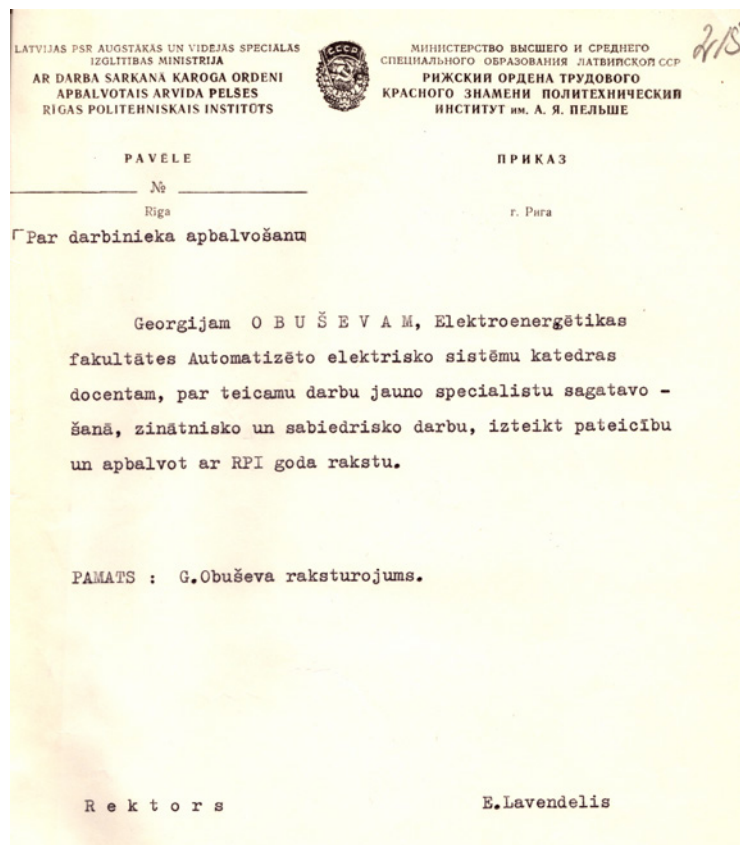 LATVIJAS PSR AUGSTĀKĀS UN VIDĒJĀS SPECIĀLĀS
IZGLĪTĪBAS MINISTRIJA
AR DARBA SARKANĀ KAROGA ORDENI
APBALVOTAIS ARVĪDA PELŠES
RĪGAS POLITEHNISKAIS INSTITŪTS
СССР
МИНИСТЕРСТВО ВЫСШЕГО И СРЕДНЕГО
СПЕЦИАЛЬНОГО ОБРАЗОВАНИЯ ЛАТВИЙСКОЙ ССР
РИЖСКИЙ ОРДЕНА ТРУДОВОГО
КРАСНОГО ЗНАМЕНИ ПОЛИТЕХНИЧЕСКИЙ
ИНСТИТУТ им. А. Я. ПЕЛЬШЕ
215
PAVĒLE
№
Rīga
ПРИКАЗ
г. Рига
Par darbinieka apbalvošanu
Georgijam O B U Š E V A M, Elektroenerģētikas
fakultātes Automatizēto elektrisko sistēmu katedras
docentam, par teicamu darbu jauno specialistu sagatavo -
šanā, zinātnisko un sabiedrisko darbu, izteikt pateicību
un apbalvot ar RPI goda rakstu.
PAMATS : G.Obuševa raksturojums.
R e k t o r s E.Lavendelis